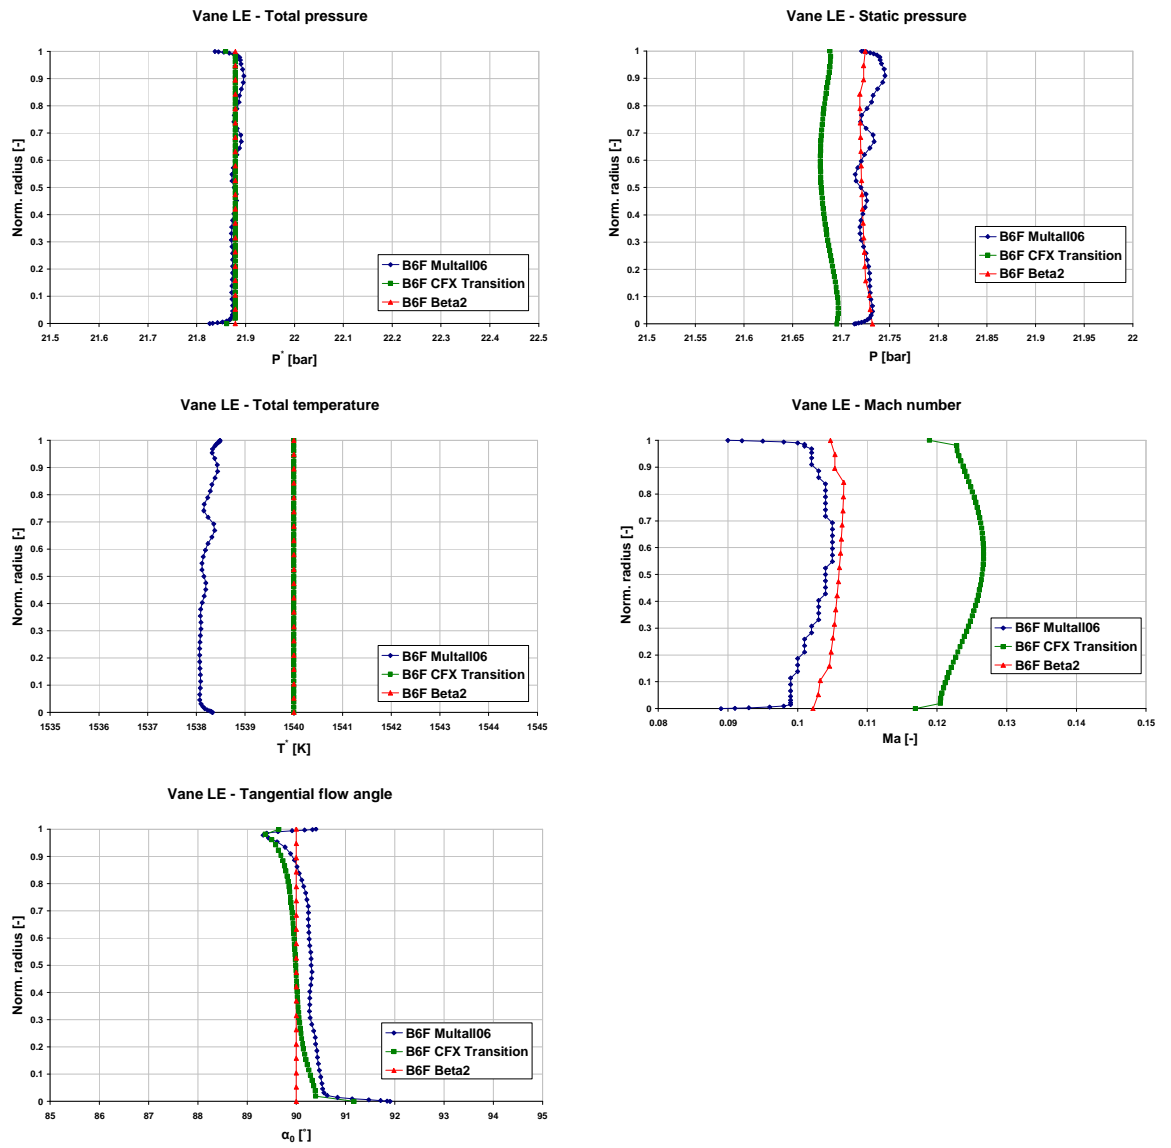 Vane LE - Total pressure
Norm. radius [-]
1
0.9
0.8
0.7
0.6
0.5
0.4
0.3
0.2
0.1
0
21.5 21.6 21.7 21.8 21.9 22 22.1 22.2 22.3 22.4 22.5
P* [bar]
B6F Multall06
B6F CFX Transition
B6F Beta2
Vane LE - Static pressure
Norm. radius [-]
1
0.9
0.8
0.7
0.6
0.5
0.4
0.3
0.2
0.1
0
21.5 21.55 21.6 21.65 21.7 21.75 21.8 21.85 21.9 21.95 22
P [bar]
B6F Multall06
B6F CFX Transition
B6F Beta2
Vane LE - Total temperature
Norm. radius [-]
1
0.9
0.8
0.7
0.6
0.5
0.4
0.3
0.2
0.1
0
1535 1536 1537 1538 1539 1540 1541 1542 1543 1544 1545
T* [K]
B6F Multall06
B6F CFX Transition
B6F Beta2
Vane LE - Mach number
Norm. radius [-]
1
0.9
0.8
0.7
0.6
0.5
0.4
0.3
0.2
0.1
0
0.08 0.09 0.1 0.11 0.12 0.13 0.14 0.15
Ma [-]
B6F Multall06
B6F CFX Transition
B6F Beta2
Vane LE - Tangential flow angle
Norm. radius [-]
1
0.9
0.8
0.7
0.6
0.5
0.4
0.3
0.2
0.1
0
85 86 87 88 89 90 91 92 93 94 95
α₀ [°]
B6F Multall06
B6F CFX Transition
B6F Beta2